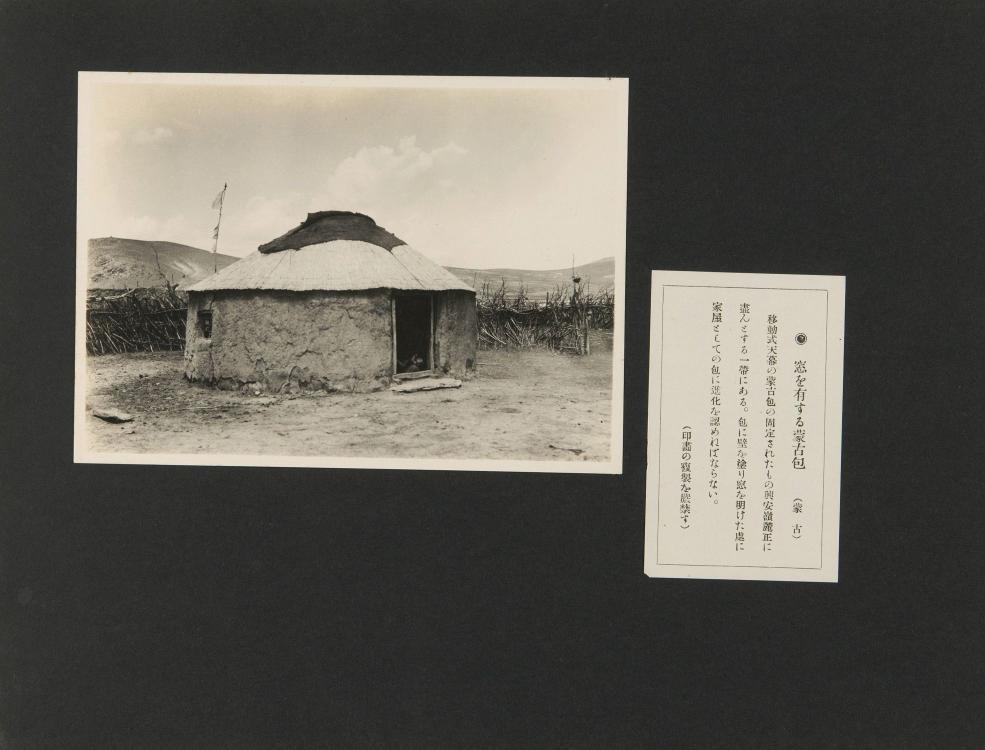 ◉ 窓を有する蒙古包 （蒙 古）
移動式天幕の蒙古包の固定されたもの興安嶺麓正に
盡んとする一帶にある。包に壁を塗り窓を明けた處に
家屋としての包に進化を認めねばならない。
（印畫の複製を嚴禁す）